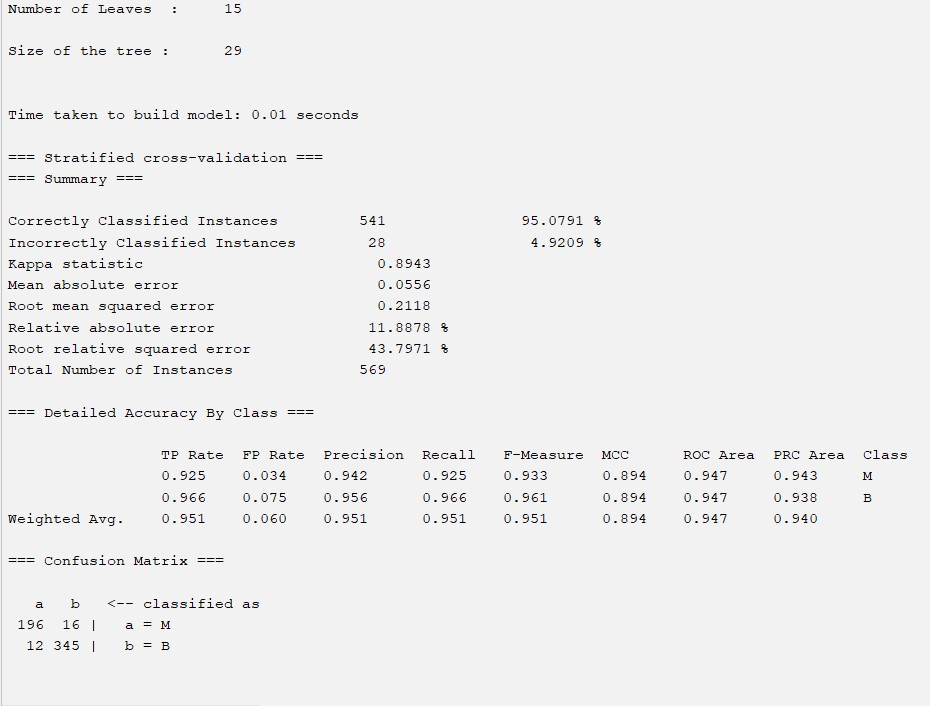 Number of Leaves  :     15
Size of the tree :      29
Time taken to build model: 0.01 seconds
=== Stratified cross-validation ===
=== Summary ===
Correctly Classified Instances         541               95.0791 %
Incorrectly Classified Instances        28                4.9209 %
Kappa statistic                          0.8943
Mean absolute error                      0.0556
Root mean squared error                  0.2118
Relative absolute error                 11.8878 %
Root relative squared error             43.7971 %
Total Number of Instances              569
=== Detailed Accuracy By Class ===
                 TP Rate  FP Rate  Precision  Recall   F-Measure  MCC      ROC Area  PRC Area  Class
                 0.925    0.034    0.942      0.925    0.933      0.894    0.947     0.943     M
                 0.966    0.075    0.956      0.966    0.961      0.894    0.947     0.938     B
Weighted Avg.    0.951    0.060    0.951      0.951    0.951      0.894    0.947     0.940
=== Confusion Matrix ===
   a   b   <-- classified as
 196  16 |   a = M
  12 345 |   b = B